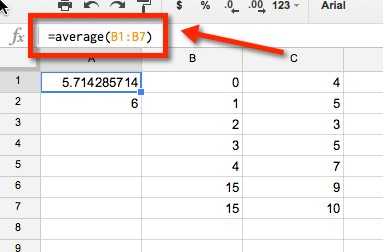 $ % .0 .00 123 Arial
fx =average(B1:B7)
A B C
1 5.714285714 0 4
2 6 1 5
3 2 3
4 3 5
5 4 7
6 15 9
7 15 10